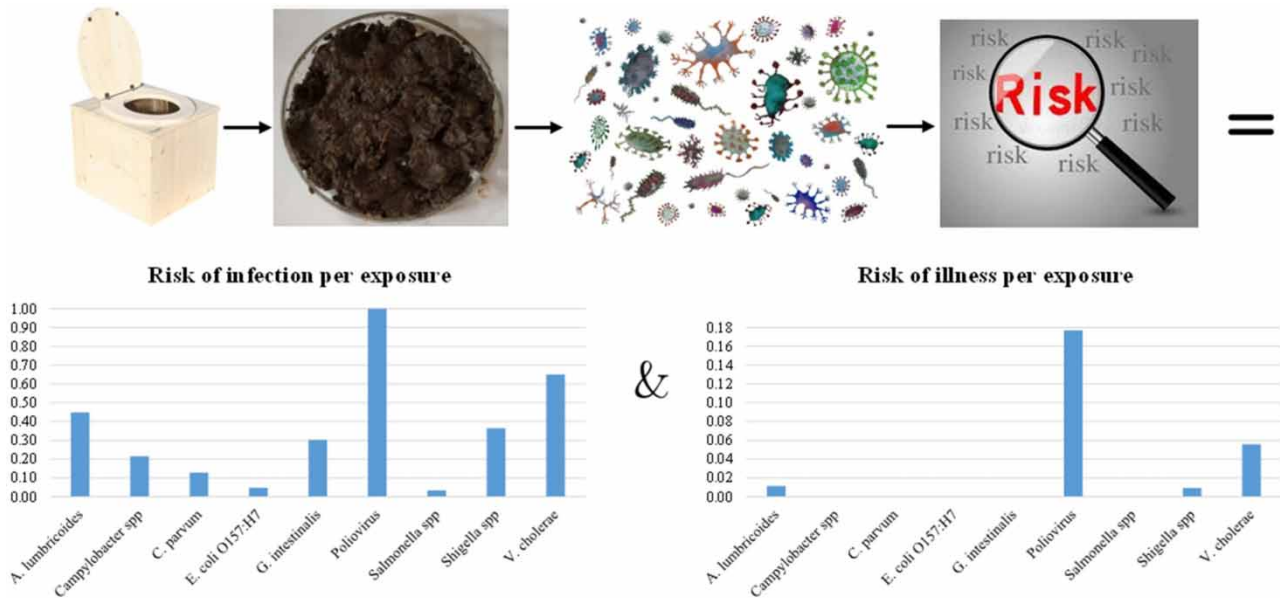 risk
risk
risk
risk
Risk
risk
risk
risk
risk
risk
=
Risk of infection per exposure
1.00
0.90
0.80
0.70
0.60
0.50
0.40
0.30
0.20
0.10
0.00
A. lumbricoides
Campylobacter spp
C. parvum
E. coli O157:H7
G. intestinalis
Poliovirus
Salmonella spp
Shigella spp
V. cholerae
&
Risk of illness per exposure
0.18
0.16
0.14
0.12
0.10
0.08
0.06
0.04
0.02
0.00
A. lumbricoides
Campylobacter spp
C. parvum
E. coli O157:H7
G. intestinalis
Poliovirus
Salmonella spp
Shigella spp
V. cholerae